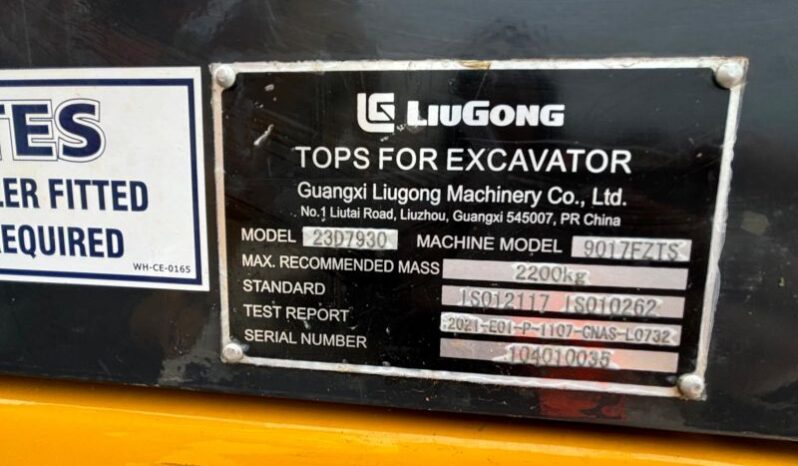 TES
LER FITTED
REQUIRED
WH-CE-0165
LG LIUGONG
TOPS FOR EXCAVATOR
Guangxi Liugong Machinery Co., Ltd.
No.1 Liutai Road, Liuzhou, Guangxi 545007, PR China
MODEL 23D7930 MACHINE MODEL 9017FZTS
MAX. RECOMMENDED MASS 2200kg
STANDARD ISO12117 ISO10262
TEST REPORT 2021-E01-P-1107-CNAS-L0732
SERIAL NUMBER 104010035